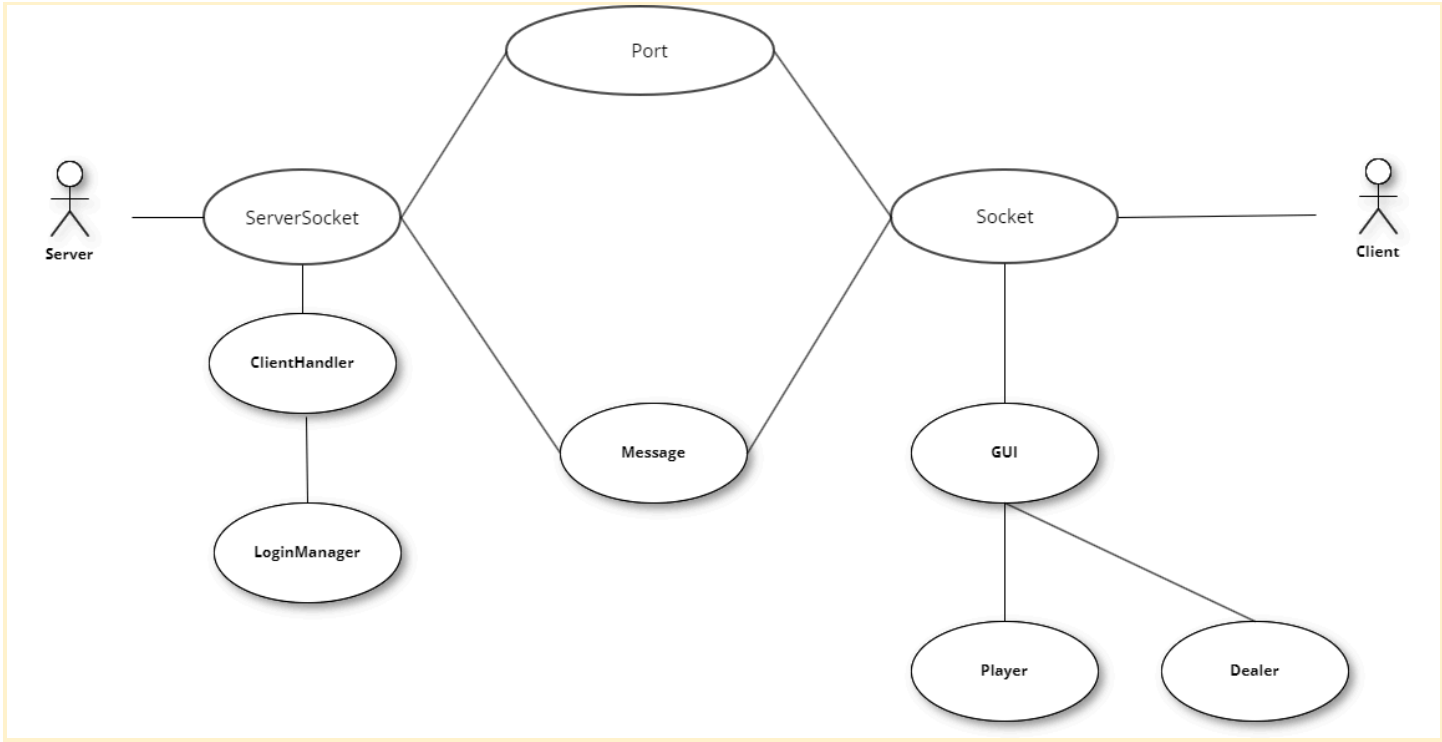 Port
ServerSocket
Socket
Server
Client
ClientHandler
Message
GUI
LoginManager
Player
Dealer